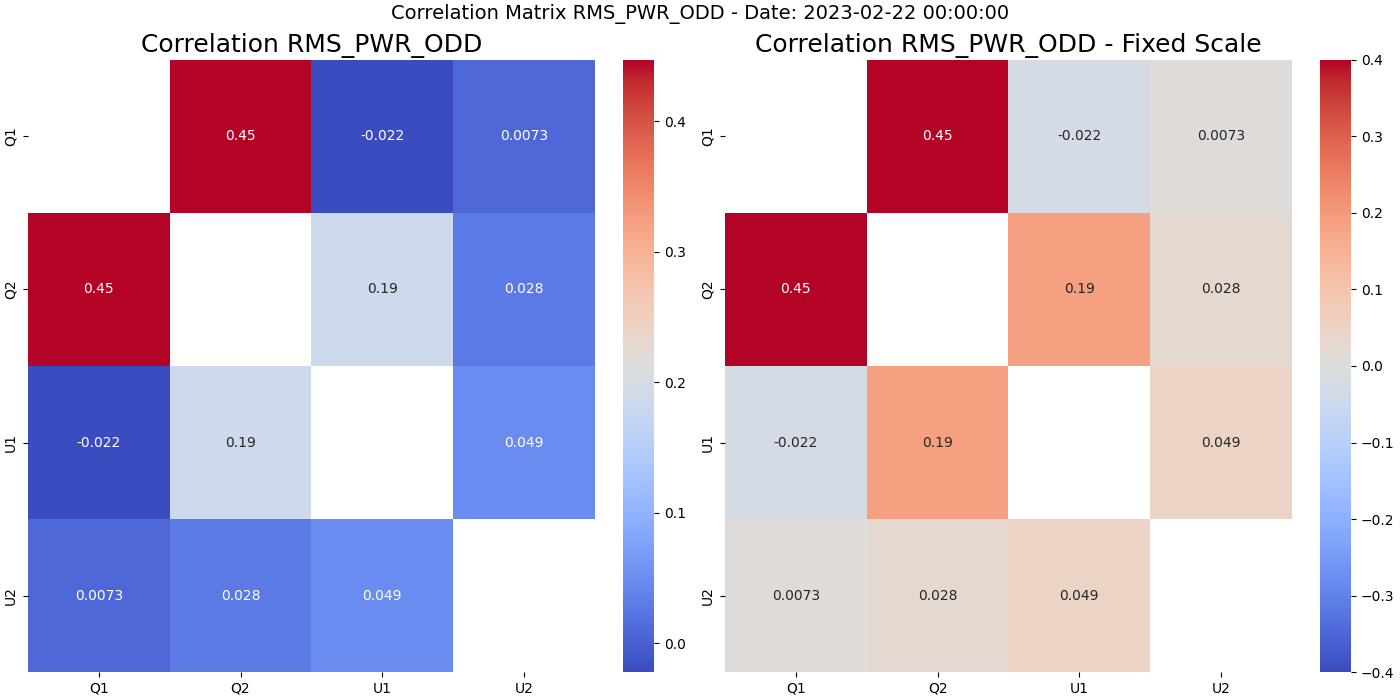 Correlation Matrix RMS_PWR_ODD - Date: 2023-02-22 00:00:00
Correlation RMS_PWR_ODD
Q1
0.45
-0.022
0.0073
Q2
0.45
0.19
0.028
U1
-0.022
0.19
0.049
U2
0.0073
0.028
0.049
Q1
Q2
U1
U2
0.4
0.3
0.2
0.1
0.0
Correlation RMS_PWR_ODD - Fixed Scale
Q1
0.45
-0.022
0.0073
Q2
0.45
0.19
0.028
U1
-0.022
0.19
0.049
U2
0.0073
0.028
0.049
Q1
Q2
U1
U2
0.4
0.3
0.2
0.1
0.0
−0.1
−0.2
−0.3
−0.4